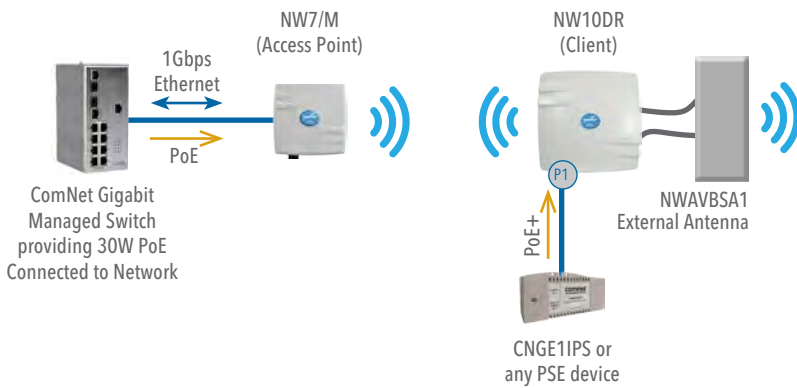 NW7/M
(Access Point)
NW10DR
(Client)
1Gbps
Ethernet
PoE
P1
PoE+
ComNet Gigabit
Managed Switch
providing 30W PoE
Connected to Network
NWAVBSA1
External Antenna
CNGE1IPS or
any PSE device